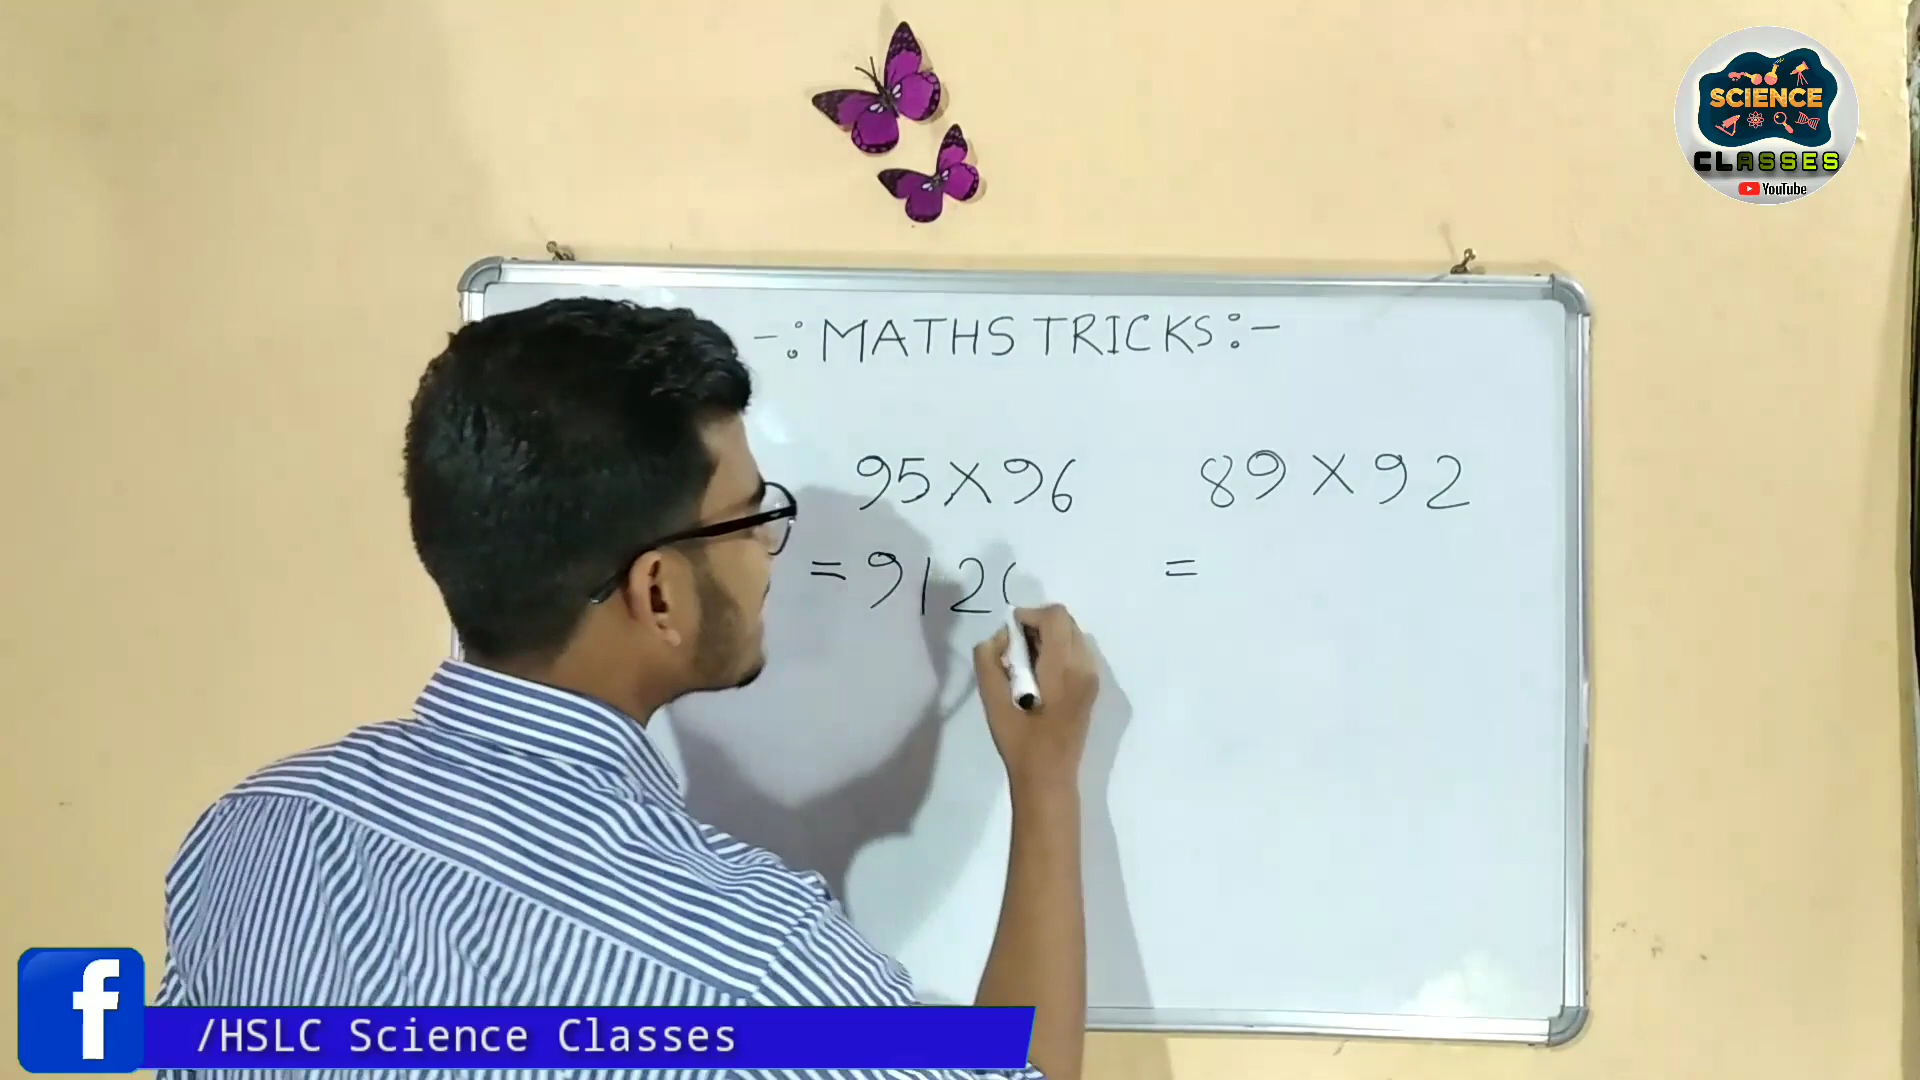 SCIENCE
CLASSES
YouTube
-:MATHS TRICKS:-
95×96
89×92
= 912
=
f
/HSLC Science Classes